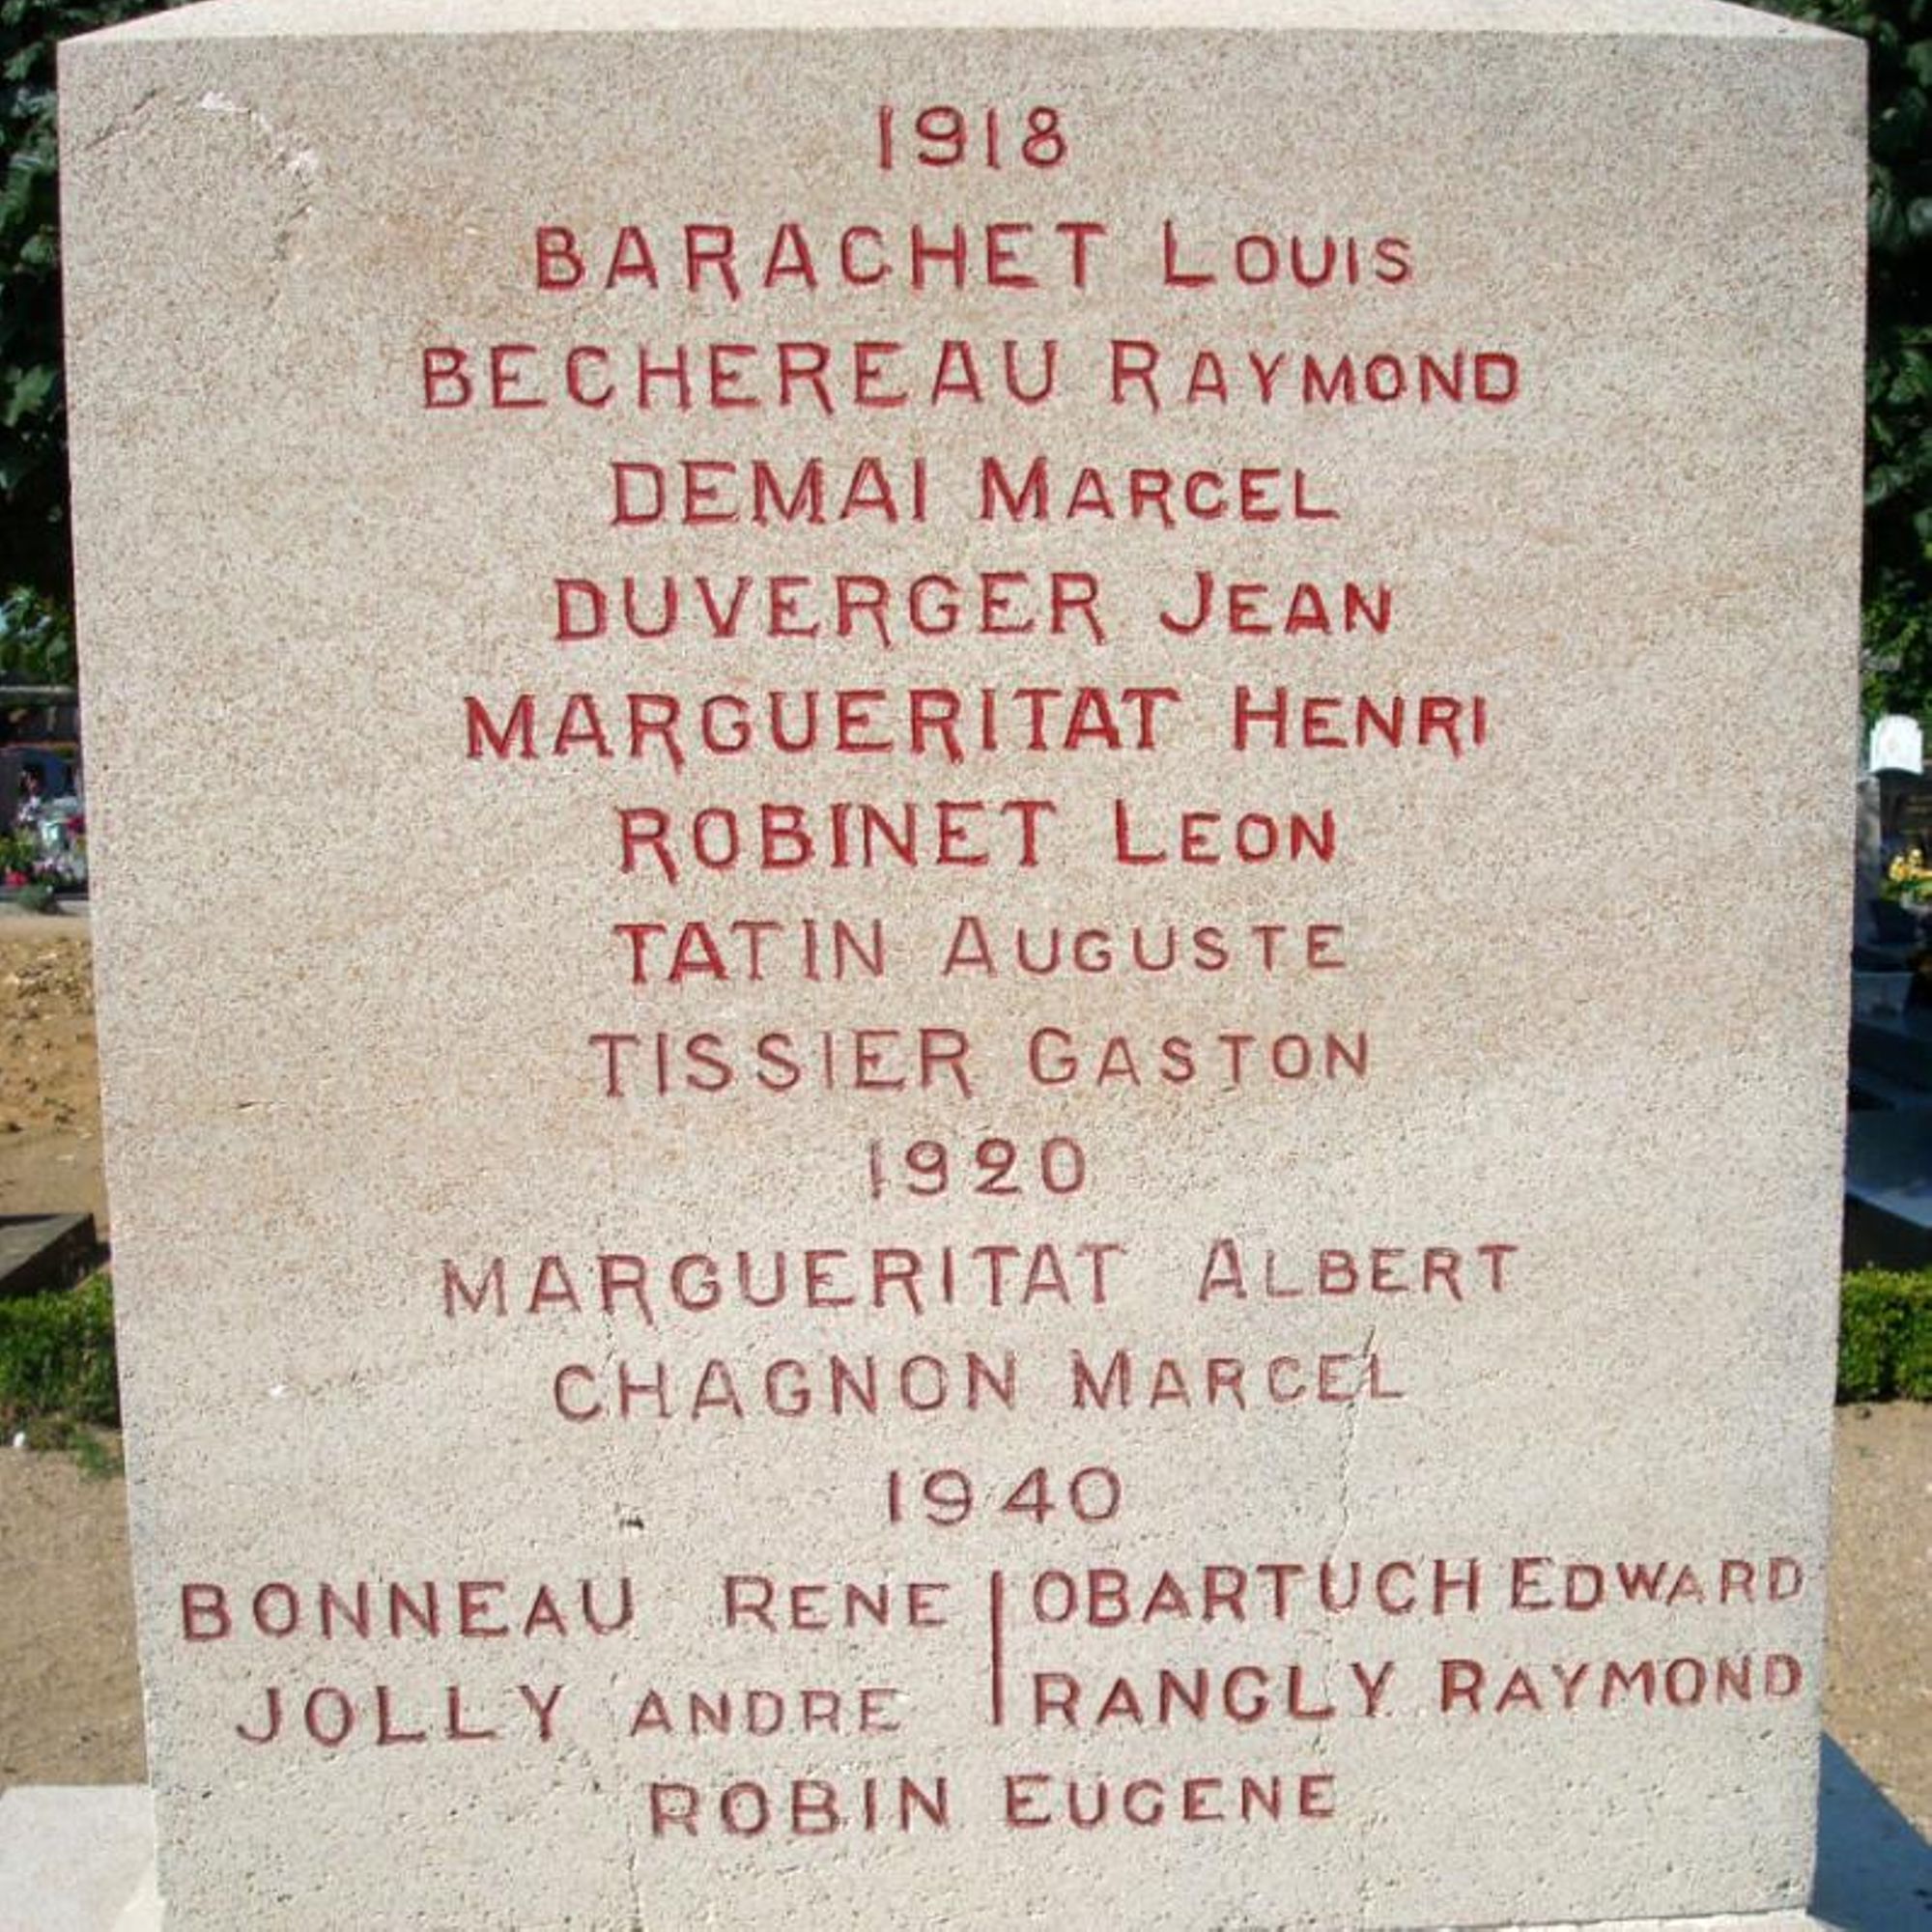 1918
BARACHET LOUIS
BECHEREAU RAYMOND
DEMAI MARCEL
DUVERGER JEAN
MARGUERITAT HENRI
ROBINET LEON
TATIN AUGUSTE
TISSIER GASTON
1920
MARGUERITAT ALBERT
CHAGNON MARCEL
1940
BONNEAU RENE | OBARTUCH EDWARD
JOLLY ANDRE | RANGLY RAYMOND
ROBIN EUGENE